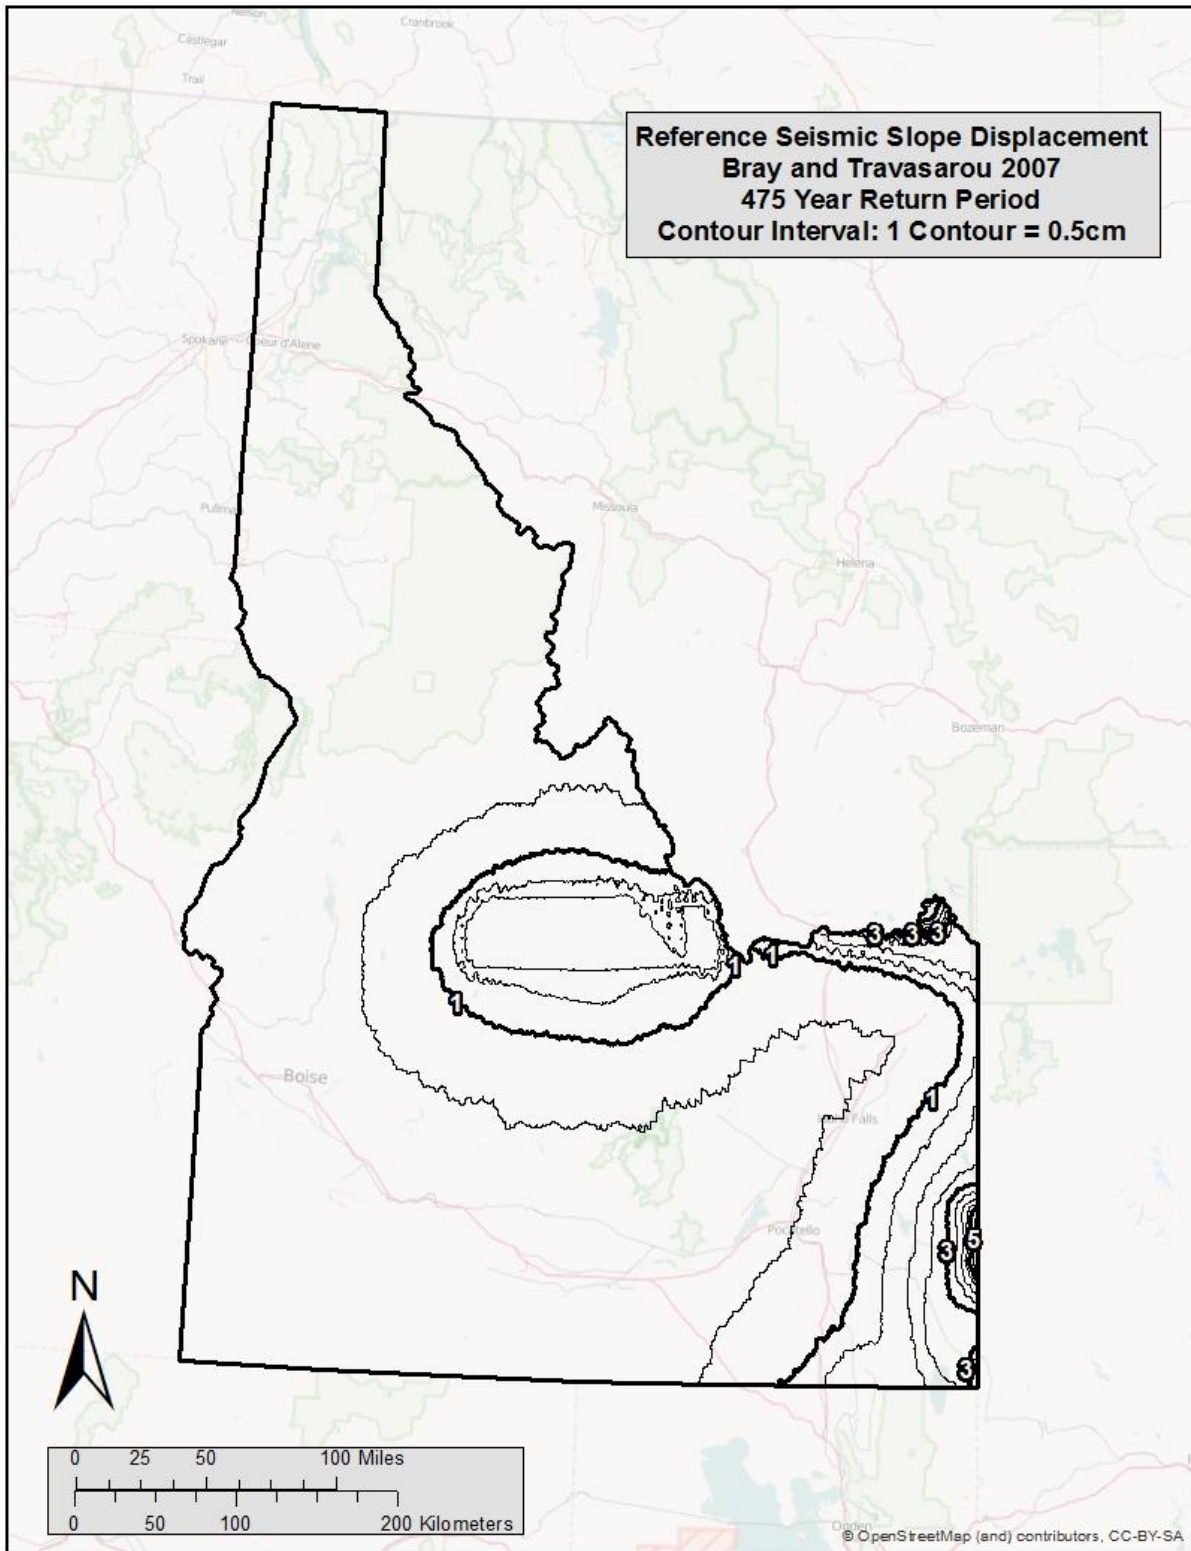 Nelson
Cranbrook
Castlegar
Trail
Reference Seismic Slope Displacement
Bray and Travasarou 2007
475 Year Return Period
Contour Interval: 1 Contour = 0.5cm
Spokane
Coeur d'Alene
Pullman
Missoula
Helena
Bozeman
3 3 3
1 1
1
Boise
1
Idaho Falls
Pocatello
3 5
N
3
0 25 50 100 Miles
0 50 100 200 Kilometers
Ogden
© OpenStreetMap (and) contributors, CC-BY-SA